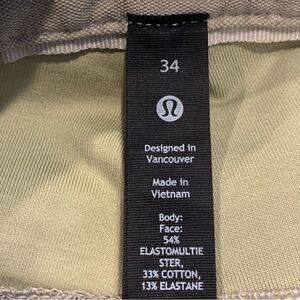 34
Designed in
Vancouver
Made in
Vietnam
Body:
Face:
54%
ELASTOMULTIE
STER,
33% COTTON,
13% ELASTANE